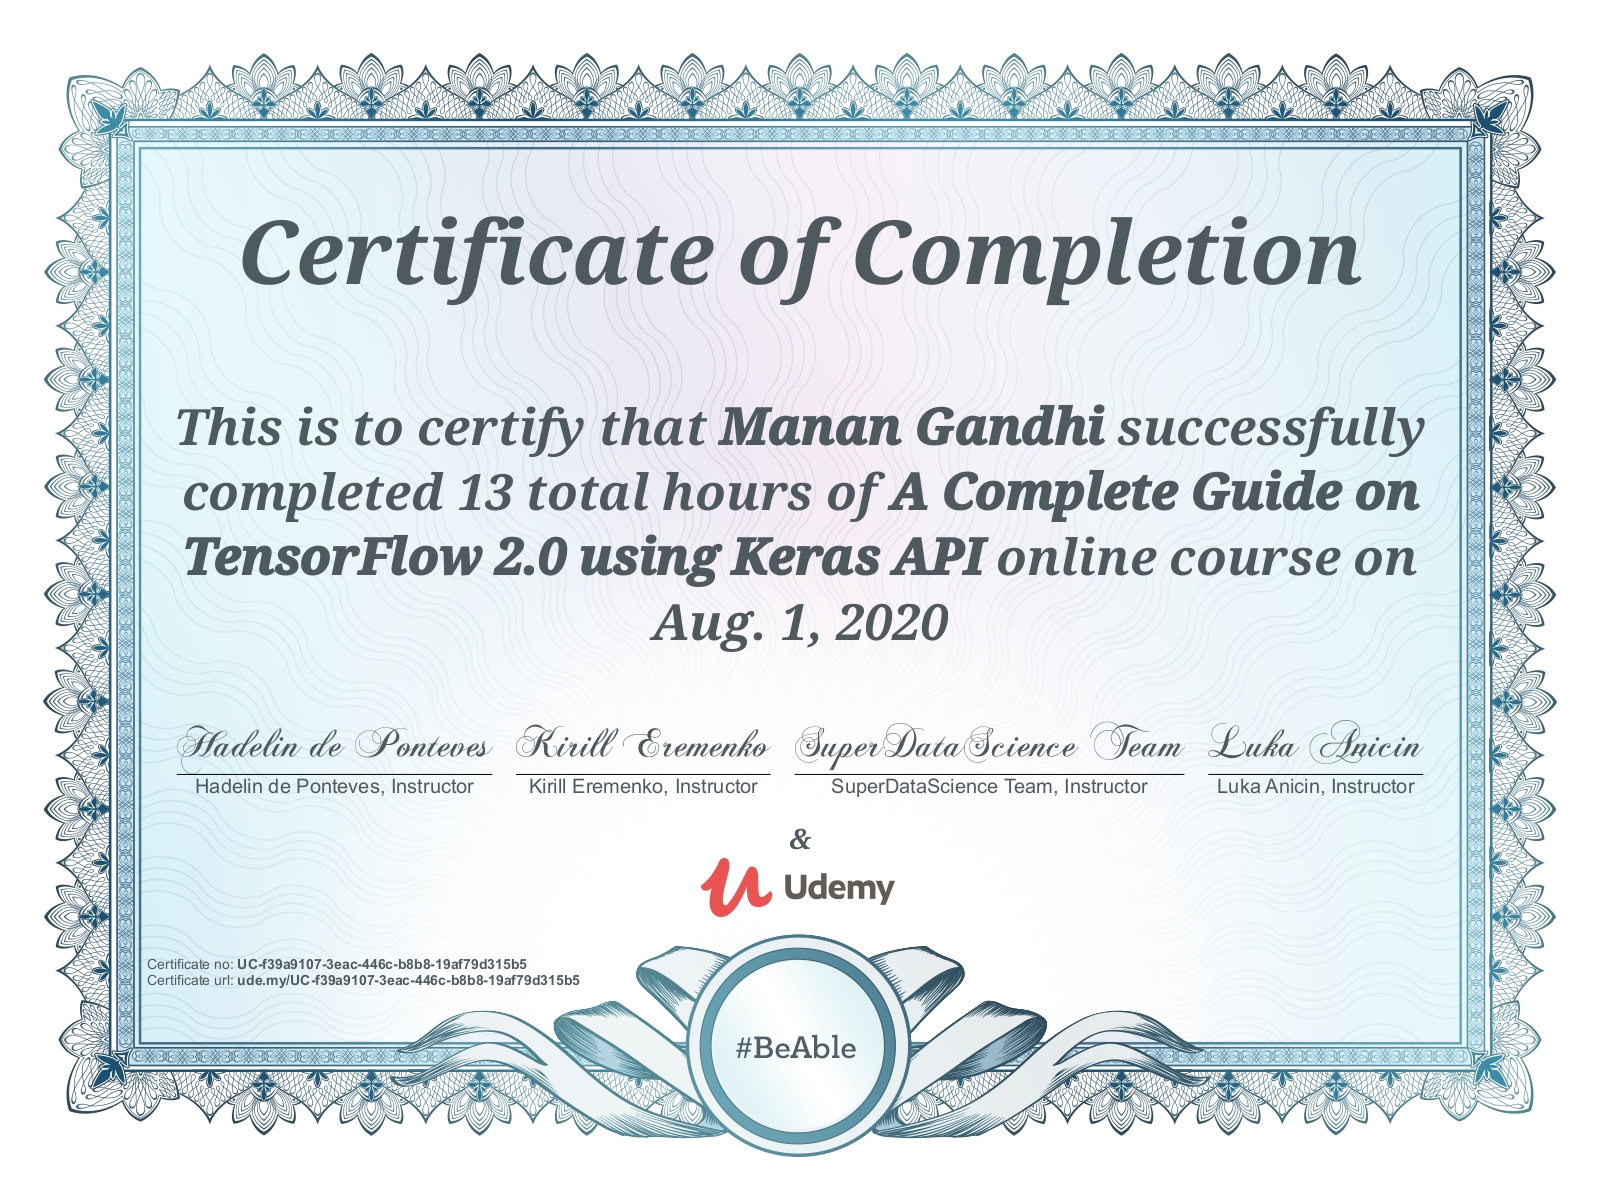 Certificate of Completion
This is to certify that Manan Gandhi successfully
completed 13 total hours of A Complete Guide on
TensorFlow 2.0 using Keras API online course on
Aug. 1, 2020
Hadelin de Ponteves Kirill Eremenko SuperDataScience Team Luka Anicin
Hadelin de Ponteves, Instructor Kirill Eremenko, Instructor SuperDataScience Team, Instructor Luka Anicin, Instructor
&
Udemy
Certificate no: UC-f39a9107-3eac-446c-b8b8-19af79d315b5
Certificate url: ude.my/UC-f39a9107-3eac-446c-b8b8-19af79d315b5
#BeAble